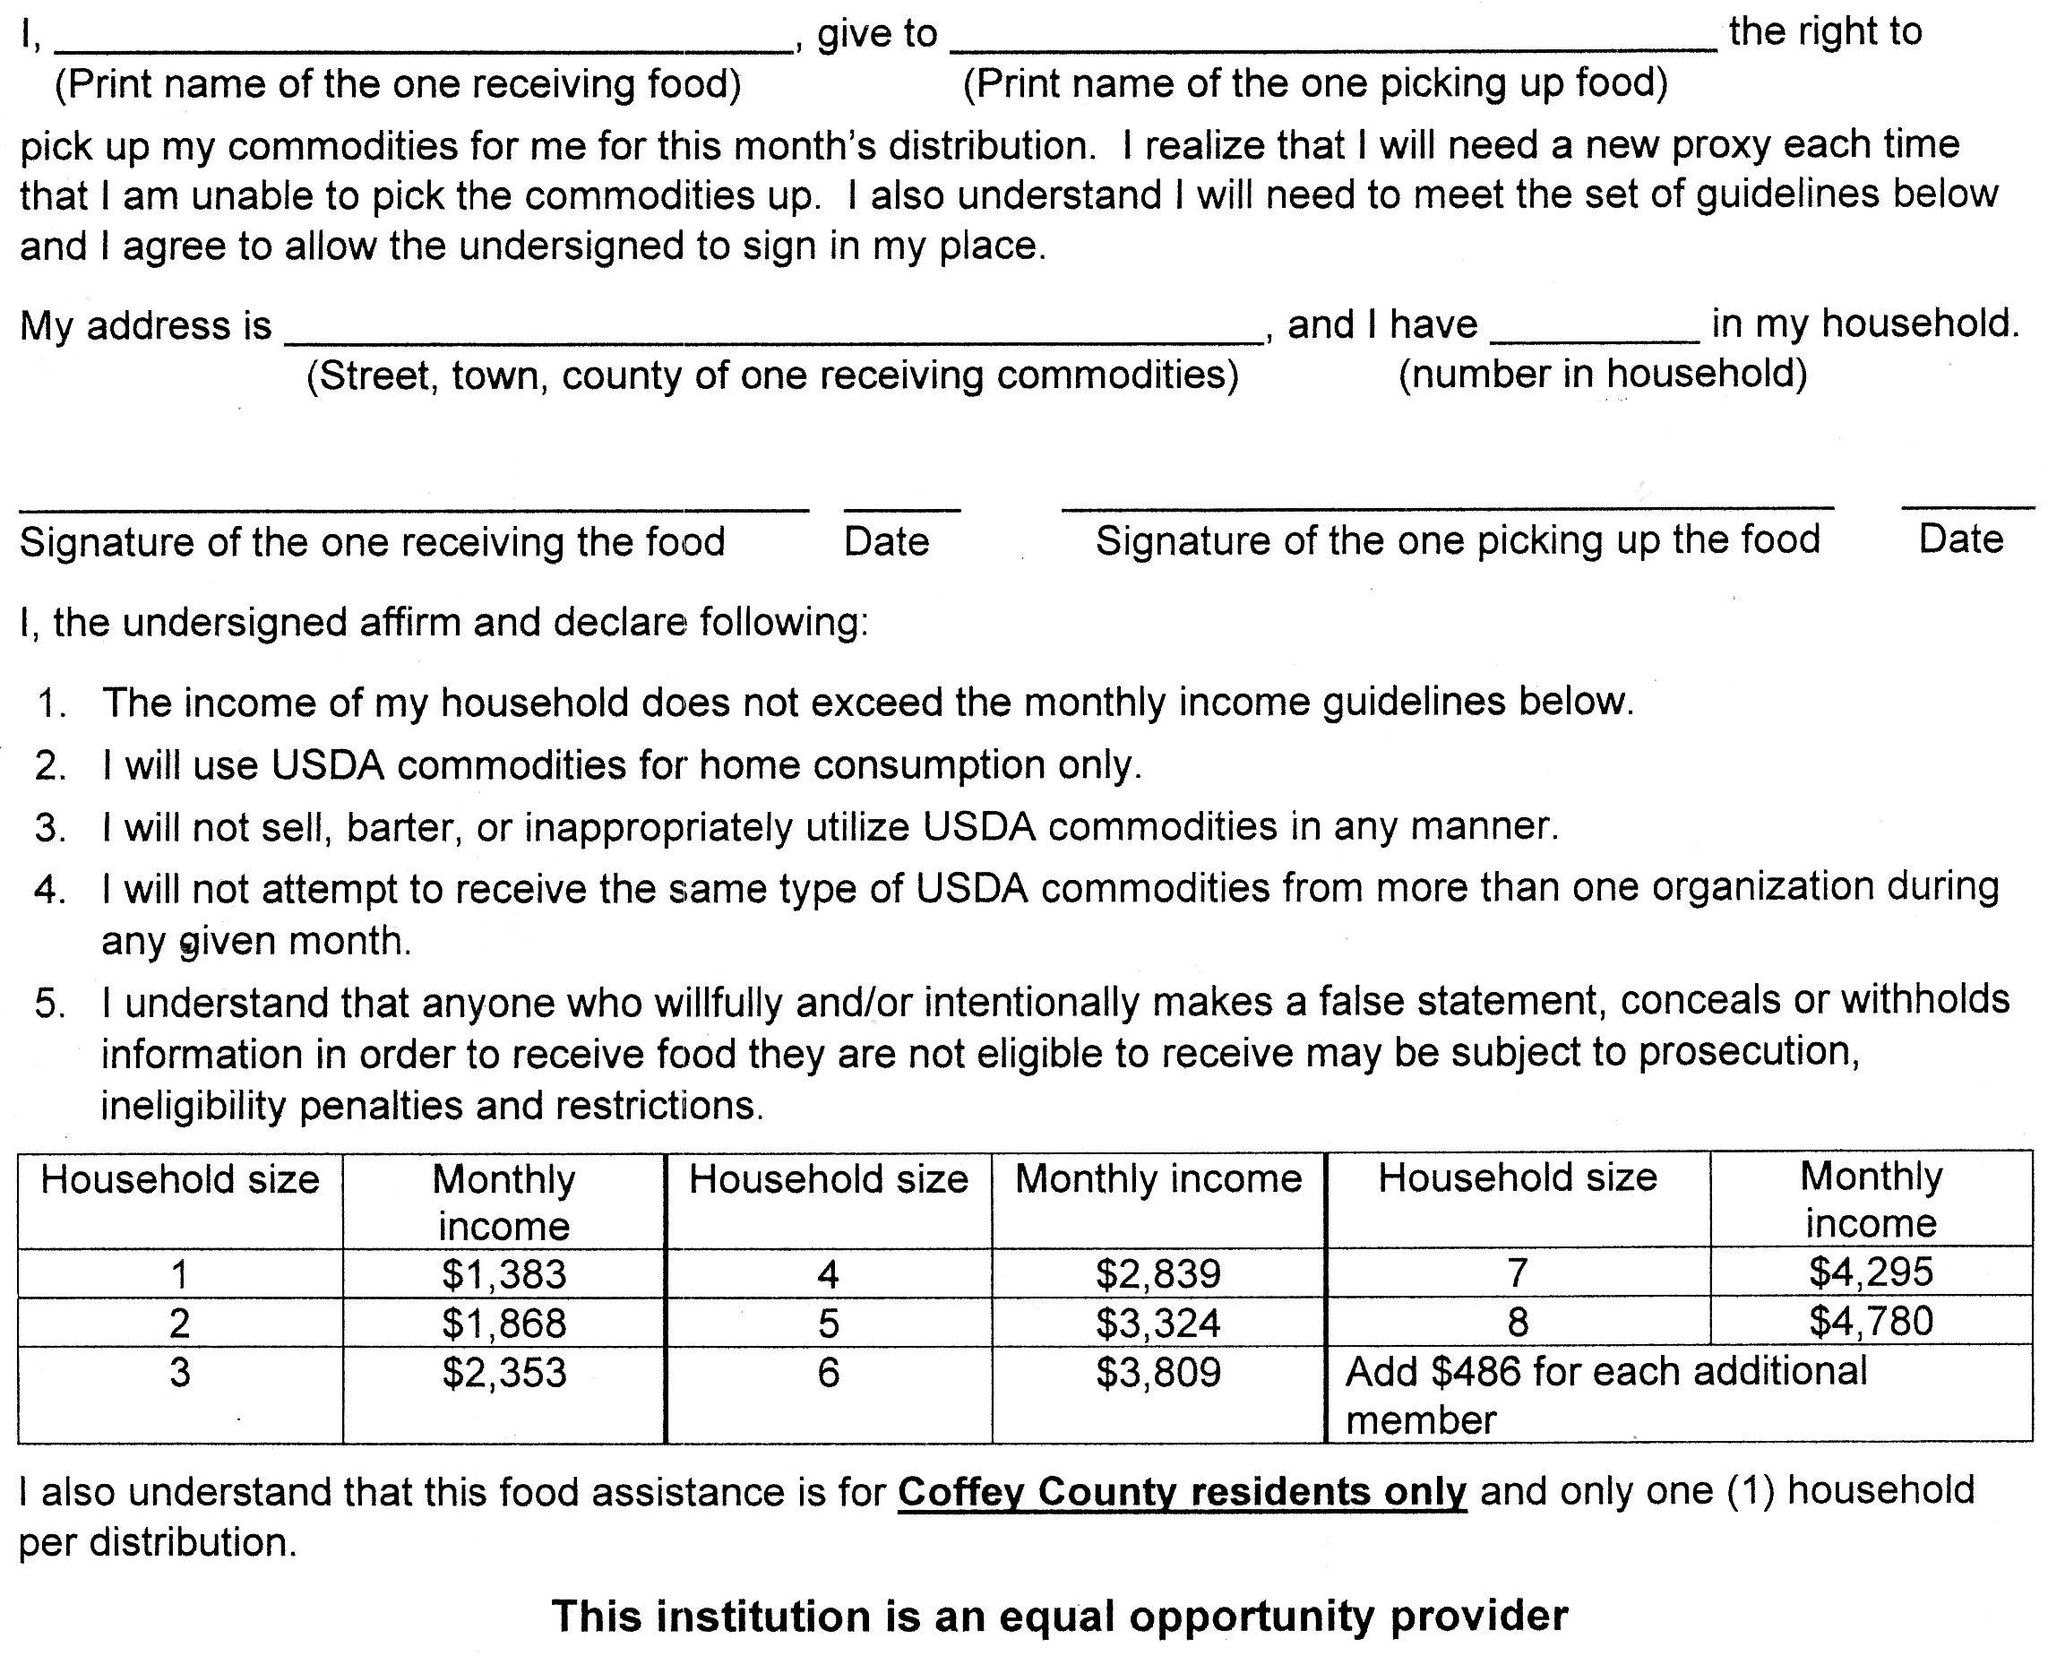 I, ____________________, give to ____________________ the right to
(Print name of the one receiving food) (Print name of the one picking up food)
pick up my commodities for me for this month's distribution. I realize that I will need a new proxy each time
that I am unable to pick the commodities up. I also understand I will need to meet the set of guidelines below
and I agree to allow the undersigned to sign in my place.
My address is ____________________, and I have ________ in my household.
(Street, town, county of one receiving commodities) (number in household)
Signature of the one receiving the food Date Signature of the one picking up the food Date
I, the undersigned affirm and declare following:
1. The income of my household does not exceed the monthly income guidelines below.
2. I will use USDA commodities for home consumption only.
3. I will not sell, barter, or inappropriately utilize USDA commodities in any manner.
4. I will not attempt to receive the same type of USDA commodities from more than one organization during
any given month.
5. I understand that anyone who willfully and/or intentionally makes a false statement, conceals or withholds
information in order to receive food they are not eligible to receive may be subject to prosecution,
ineligibility penalties and restrictions.
Household size Monthly Household size Monthly income Household size Monthly
income income
1 $1,383 4 $2,839 7 $4,295
2 $1,868 5 $3,324 8 $4,780
3 $2,353 6 $3,809 Add $486 for each additional
member
I also understand that this food assistance is for Coffey County residents only and only one (1) household
per distribution.
This institution is an equal opportunity provider